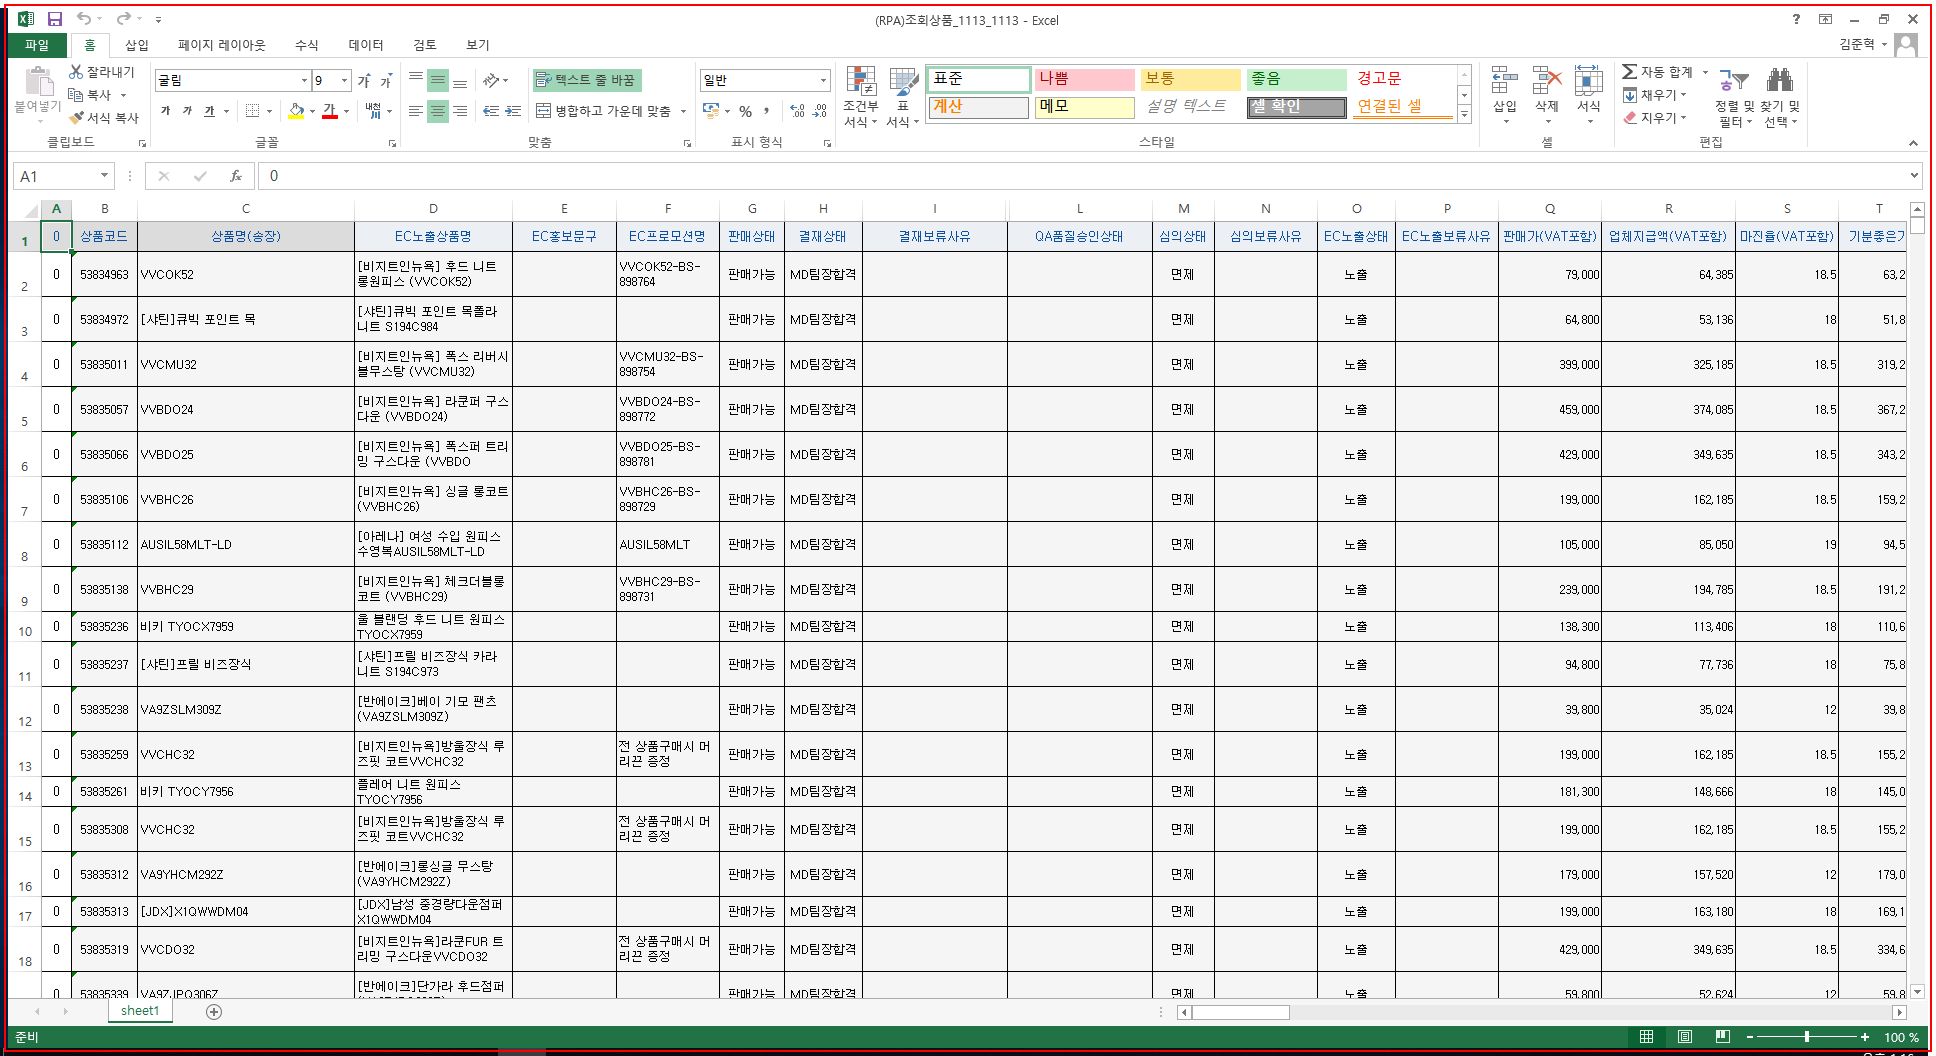 (RPA)조회상품_1113_1113 - Excel
파일 홈 삽입 페이지 레이아웃 수식 데이터 검토 보기
김준혁
붙여넣기
잘라내기
복사
서식 복사
클립보드
굴림 9
가 가
가 가 가
가
내천
글꼴
텍스트 줄 바꿈
병합하고 가운데 맞춤
맞춤
일반
%
표시 형식
조건부 서식
표 서식
표준 나쁨 보통 좋음 경고문
계산 메모 설명 텍스트 셀 확인 연결된 셀
스타일
삽입 삭제 서식
셀
자동 합계
채우기
지우기
정렬 및 필터
찾기 및 선택
편집
A1 fx 0
A B C D E F G H I L M N O P Q R S T
1 0 상품코드 상품명(송장) EC노출상품명 EC홍보문구 EC프로모션명 판매상태 결재상태 결재보류사유 QA품질승인상태 심의상태 심의보류사유 EC노출상태 EC노출보류사유 판매가(VAT포함) 업체지급액(VAT포함) 마진율(VAT포함) 기분좋은가
2 0 53834963 VVCOK52 [비지트인뉴욕] 후드 니트 롱원피스 (VVCOK52) VVCOK52-BS-898764 판매가능 MD팀장합격 면제 노출 79,000 64,385 18.5 63,2
3 0 53834972 [샤틴]큐빅 포인트 목 [샤틴]큐빅 포인트 목폴라 니트 S194C984 판매가능 MD팀장합격 면제 노출 64,800 53,136 18 51,8
4 0 53835011 VVCMU32 [비지트인뉴욕] 폭스 리버시블무스탕 (VVCMU32) VVCMU32-BS-898754 판매가능 MD팀장합격 면제 노출 399,000 325,185 18.5 319,2
5 0 53835057 VVBDO24 [비지트인뉴욕] 라쿤퍼 구스다운 (VVBDO24) VVBDO24-BS-898772 판매가능 MD팀장합격 면제 노출 459,000 374,085 18.5 367,2
6 0 53835066 VVBDO25 [비지트인뉴욕] 폭스퍼 트리밍 구스다운 (VVBDO VVBDO25-BS-898781 판매가능 MD팀장합격 면제 노출 429,000 349,635 18.5 343,2
7 0 53835106 VVBHC26 [비지트인뉴욕] 싱글 롱코트 (VVBHC26) VVBHC26-BS-898729 판매가능 MD팀장합격 면제 노출 199,000 162,185 18.5 159,2
8 0 53835112 AUSIL58MLT-LD [아레나] 여성 수입 원피스 수영복AUSIL58MLT-LD AUSIL58MLT 판매가능 MD팀장합격 면제 노출 105,000 85,050 19 94,5
9 0 53835138 VVBHC29 [비지트인뉴욕] 체크더블롱코트 (VVBHC29) VVBHC29-BS-898731 판매가능 MD팀장합격 면제 노출 239,000 194,785 18.5 191,2
10 0 53835236 비키 TYOCX7959 울 블랜딩 후드 니트 원피스 TYOCX7959 판매가능 MD팀장합격 면제 노출 138,300 113,406 18 110,6
11 0 53835237 [샤틴]프릴 비즈장식 [샤틴]프릴 비즈장식 카라 니트 S194C973 판매가능 MD팀장합격 면제 노출 94,800 77,736 18 75,8
12 0 53835238 VA9ZSLM309Z [반에이크]베이 기모 팬츠 (VA9ZSLM309Z) 판매가능 MD팀장합격 면제 노출 39,800 35,024 12 39,8
13 0 53835259 VVCHC32 [비지트인뉴욕]방울장식 루즈핏 코트VVCHC32 전 상품구매시 머리끈 증정 판매가능 MD팀장합격 면제 노출 199,000 162,185 18.5 155,2
14 0 53835261 비키 TYOCY7956 플레어 니트 원피스 TYOCY7956 판매가능 MD팀장합격 면제 노출 181,300 148,666 18 145,0
15 0 53835308 VVCHC32 [비지트인뉴욕]방울장식 루즈핏 코트VVCHC32 전 상품구매시 머리끈 증정 판매가능 MD팀장합격 면제 노출 199,000 162,185 18.5 155,2
16 0 53835312 VA9YHCM292Z [반에이크]롱싱글 무스탕 (VA9YHCM292Z) 판매가능 MD팀장합격 면제 노출 179,000 157,520 12 179,0
17 0 53835313 [JDX]X1QWWDM04 [JDX]남성 중경량다운점퍼 X1QWWDM04 판매가능 MD팀장합격 면제 노출 199,000 163,180 18 169,1
18 0 53835319 VVCDO32 [비지트인뉴욕]라쿤FUR 트리밍 구스다운VVCDO32 전 상품구매시 머리끈 증정 판매가능 MD팀장합격 면제 노출 429,000 349,635 18.5 334,6
0 53835339 VA9ZJPQ306Z [반에이크]단가라 후드점퍼 판매가능 MD팀장합격 면제 노출 59,800 52,624 12 59,8
sheet1
준비 100 %